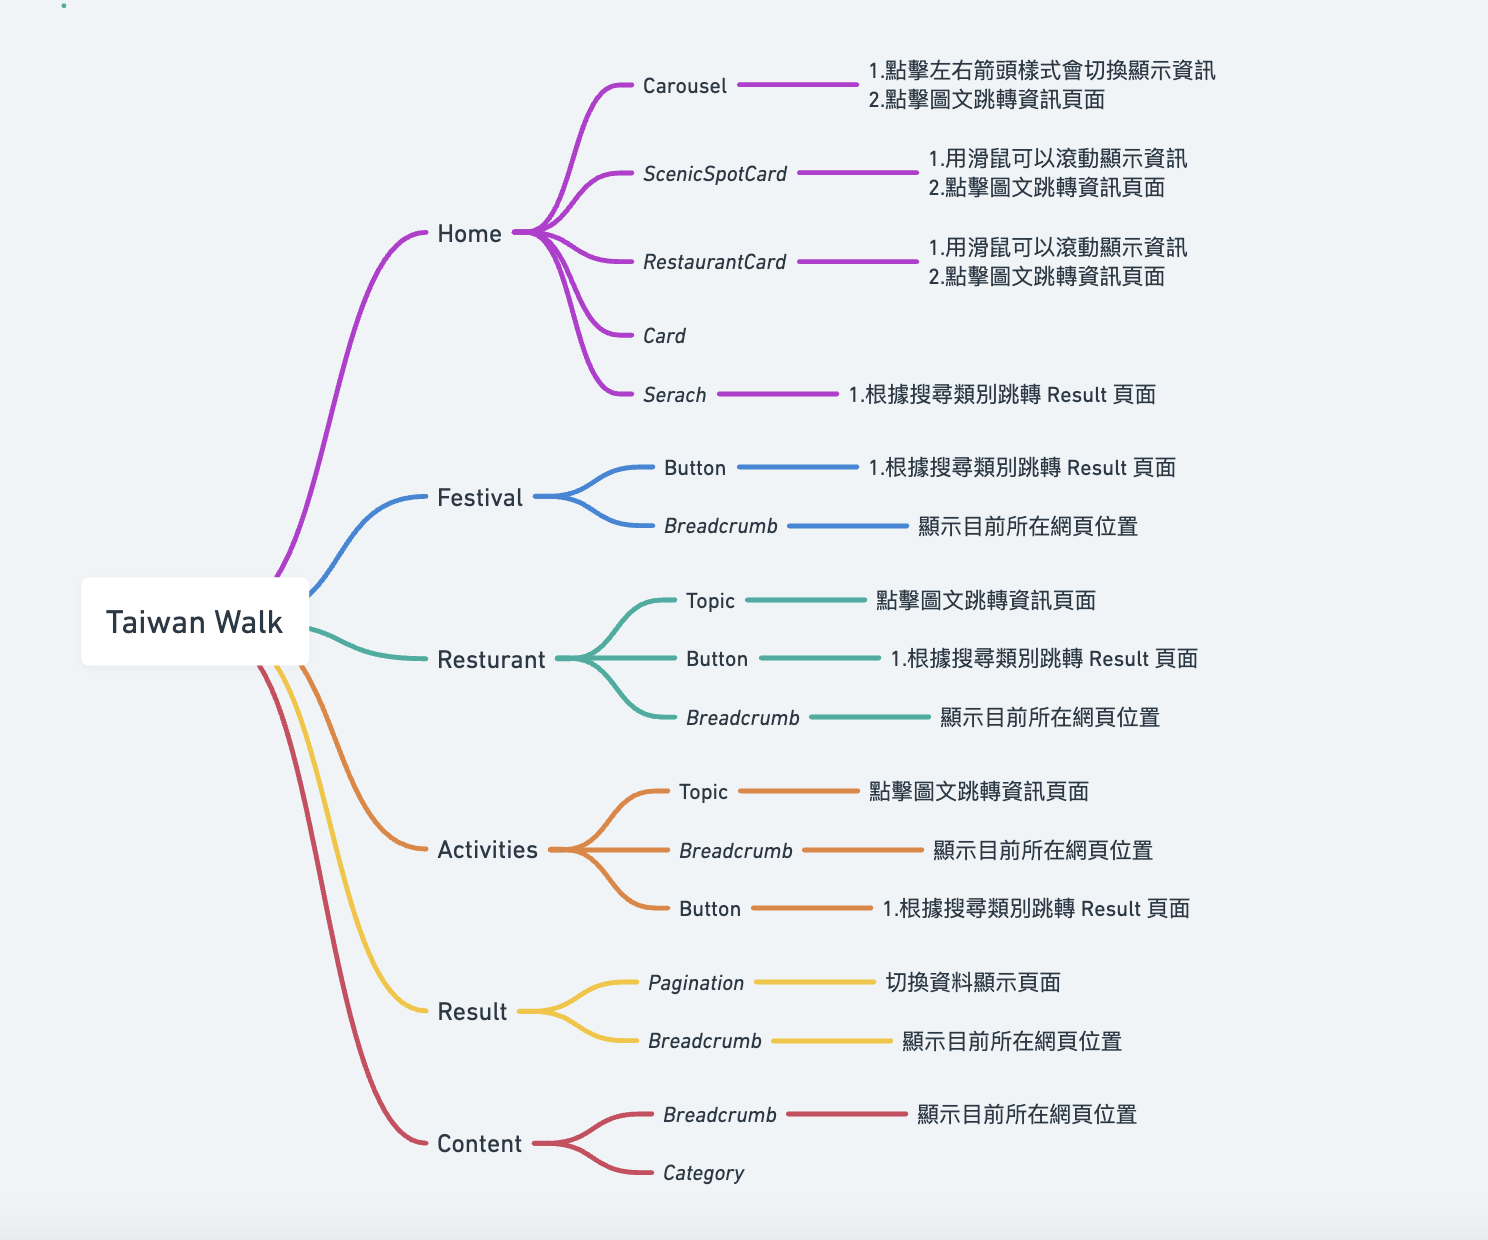 Taiwan Walk
Home
Carousel
1.點擊左右箭頭樣式會切換顯示資訊
2.點擊圖文跳轉資訊頁面
ScenicSpotCard
1.用滑鼠可以滾動顯示資訊
2.點擊圖文跳轉資訊頁面
RestaurantCard
1.用滑鼠可以滾動顯示資訊
2.點擊圖文跳轉資訊頁面
Card
Serach
1.根據搜尋類別跳轉 Result 頁面
Festival
Button
1.根據搜尋類別跳轉 Result 頁面
Breadcrumb
顯示目前所在網頁位置
Resturant
Topic
點擊圖文跳轉資訊頁面
Button
1.根據搜尋類別跳轉 Result 頁面
Breadcrumb
顯示目前所在網頁位置
Activities
Topic
點擊圖文跳轉資訊頁面
Breadcrumb
顯示目前所在網頁位置
Button
1.根據搜尋類別跳轉 Result 頁面
Result
Pagination
切換資料顯示頁面
Breadcrumb
顯示目前所在網頁位置
Content
Breadcrumb
顯示目前所在網頁位置
Category